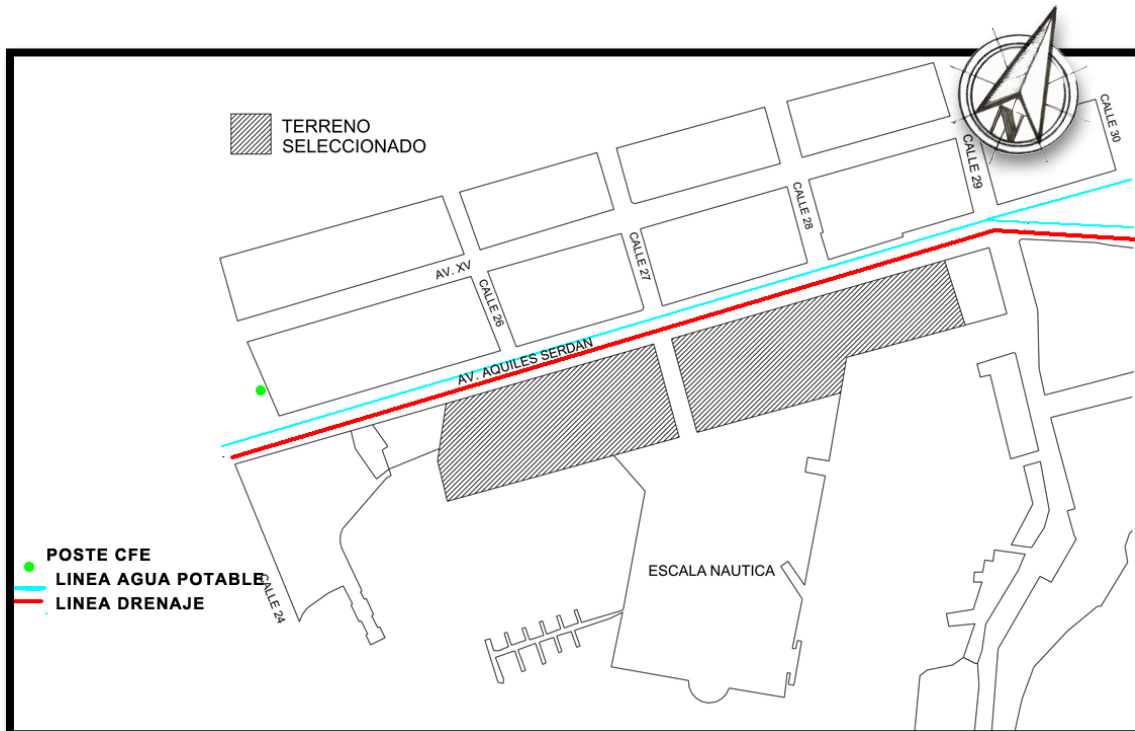 TERRENO
SELECCIONADO
CALLE 30
CALLE 29
CALLE 28
CALLE 27
AV. XV
CALLE 26
AV. AQUILES SERDAN
POSTE CFE
LINEA AGUA POTABLE
LINEA DRENAJE
CALLE 24
ESCALA NAUTICA